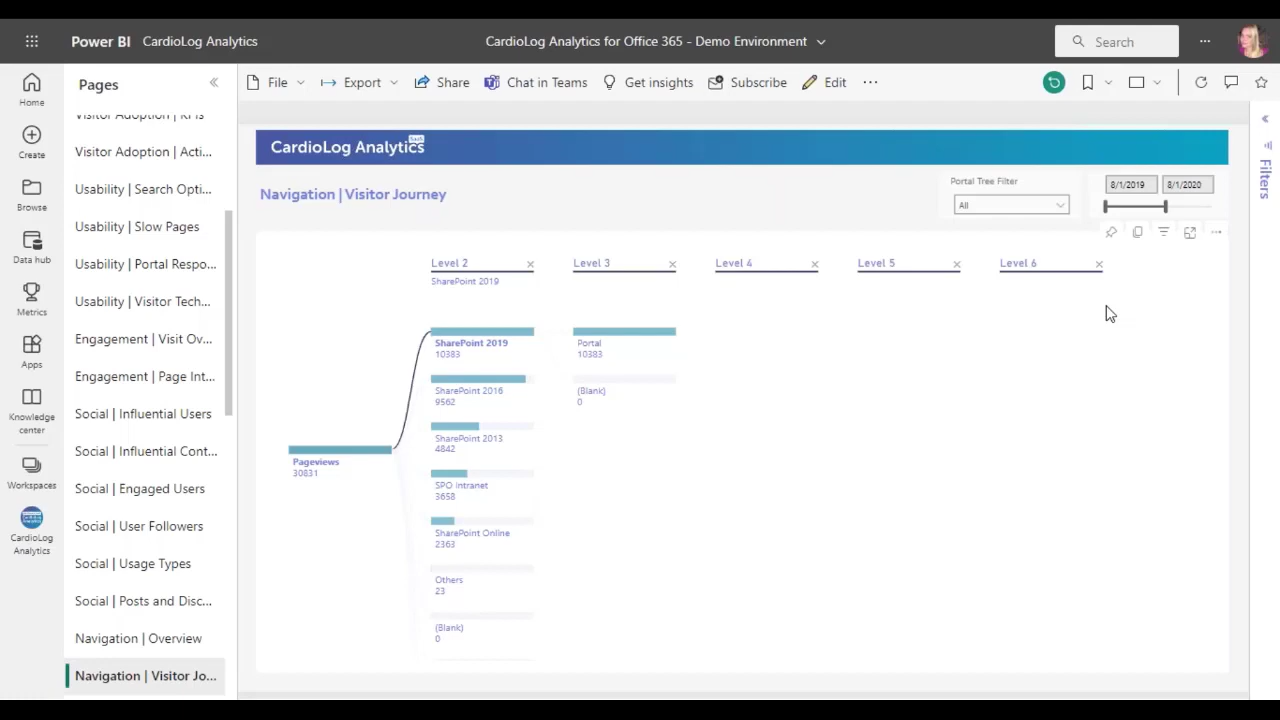 Power BI CardioLog Analytics
CardioLog Analytics for Office 365 - Demo Environment
Search
Home
Create
Browse
Data hub
Metrics
Apps
Knowledge
center
Workspaces
CardioLog
Analytics
Pages
Visitor Adoption | KPIs
Visitor Adoption | Acti...
Usability | Search Opti...
Usability | Slow Pages
Usability | Portal Respo...
Usability | Visitor Tech...
Engagement | Visit Ov...
Engagement | Page Int...
Social | Influential Users
Social | Influential Cont...
Social | Engaged Users
Social | User Followers
Social | Usage Types
Social | Posts and Disc...
Navigation | Overview
Navigation | Visitor Jo...
File Export Share Chat in Teams Get insights Subscribe Edit
CardioLog Analytics SaaS
Navigation | Visitor Journey
Portal Tree Filter
All
8/1/2019 8/1/2020
Filters
Level 2 Level 3 Level 4 Level 5 Level 6
SharePoint 2019
Pageviews
30831
SharePoint 2019
10383
SharePoint 2016
9562
SharePoint 2013
4842
SPO Intranet
3658
SharePoint Online
2363
Others
23
(Blank)
0
Portal
10383
(Blank)
0